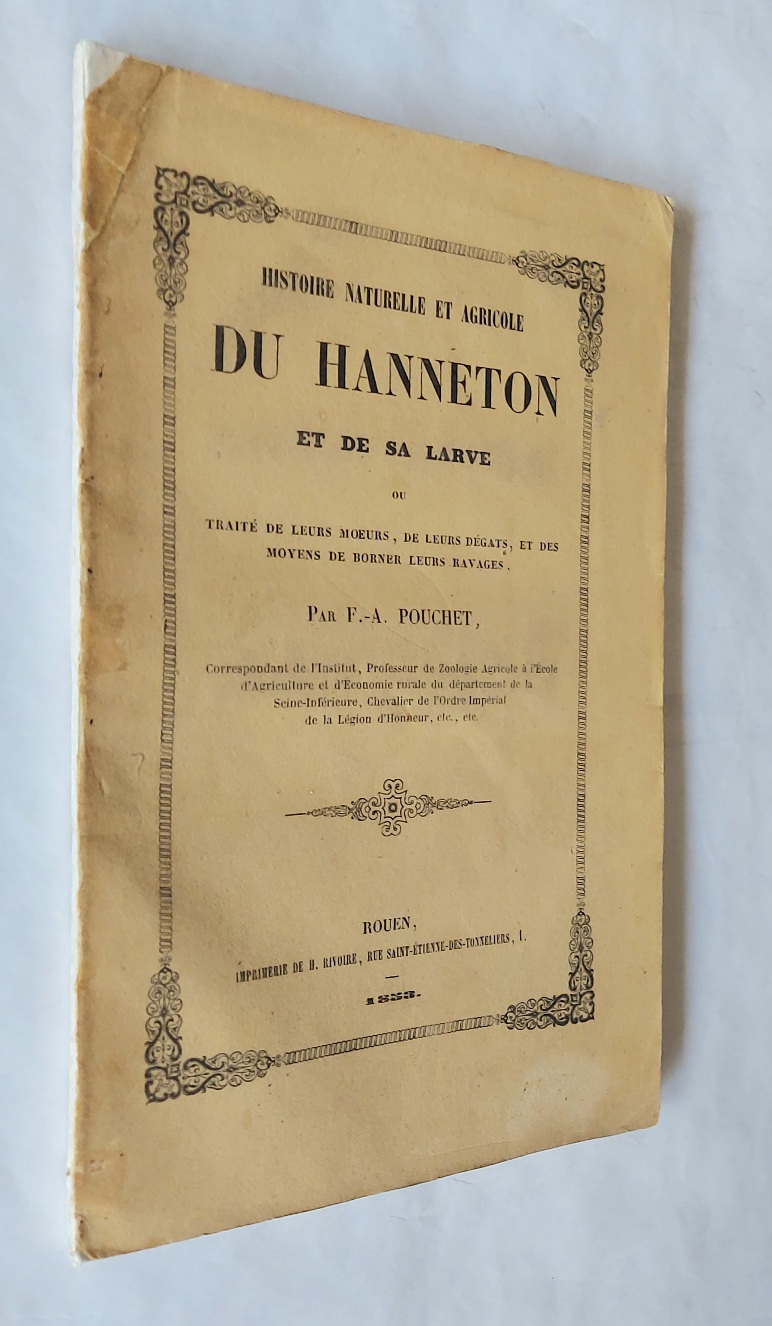 HISTOIRE NATURELLE ET AGRICOLE
DU HANNETON
ET DE SA LARVE
OU
TRAITÉ DE LEURS MOEURS, DE LEURS DÉGATS, ET DES
MOYENS DE BORNER LEURS RAVAGES.
PAR F.-A. POUCHET,
Correspondant de l'Institut, Professeur de Zoologie Agricole à l'École
d'Agriculture et d'Économie rurale du département de la
Seine-Inférieure, Chevalier de l'Ordre Impérial
de la Légion d'Honneur, etc., etc.
ROUEN,
IMPRIMERIE DE H. RIVOIRE, RUE SAINT-ÉTIENNE-DES-TONNELIERS, 1.
1853.